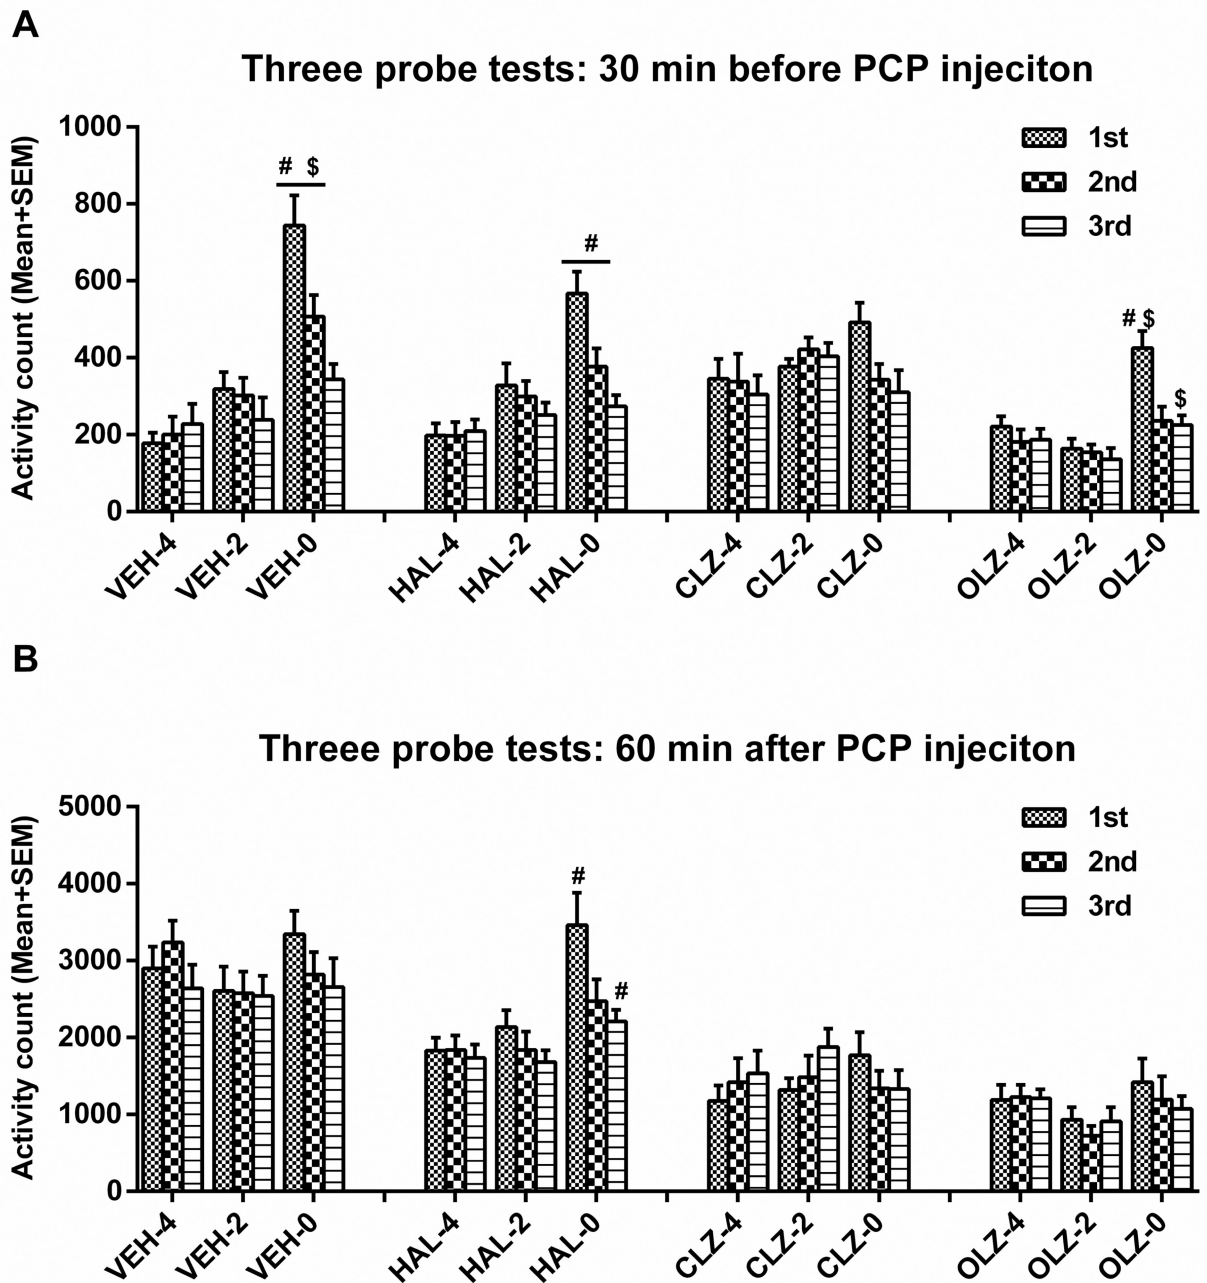 A
Threee probe tests: 30 min before PCP injeciton
Activity count (Mean+SEM)
1000
800
600
400
200
0
# $
#
# $
$
1st
2nd
3rd
VEH-4 VEH-2 VEH-0 HAL-4 HAL-2 HAL-0 CLZ-4 CLZ-2 CLZ-0 OLZ-4 OLZ-2 OLZ-0
B
Threee probe tests: 60 min after PCP injeciton
Activity count (Mean+SEM)
5000
4000
3000
2000
1000
0
#
#
1st
2nd
3rd
VEH-4 VEH-2 VEH-0 HAL-4 HAL-2 HAL-0 CLZ-4 CLZ-2 CLZ-0 OLZ-4 OLZ-2 OLZ-0